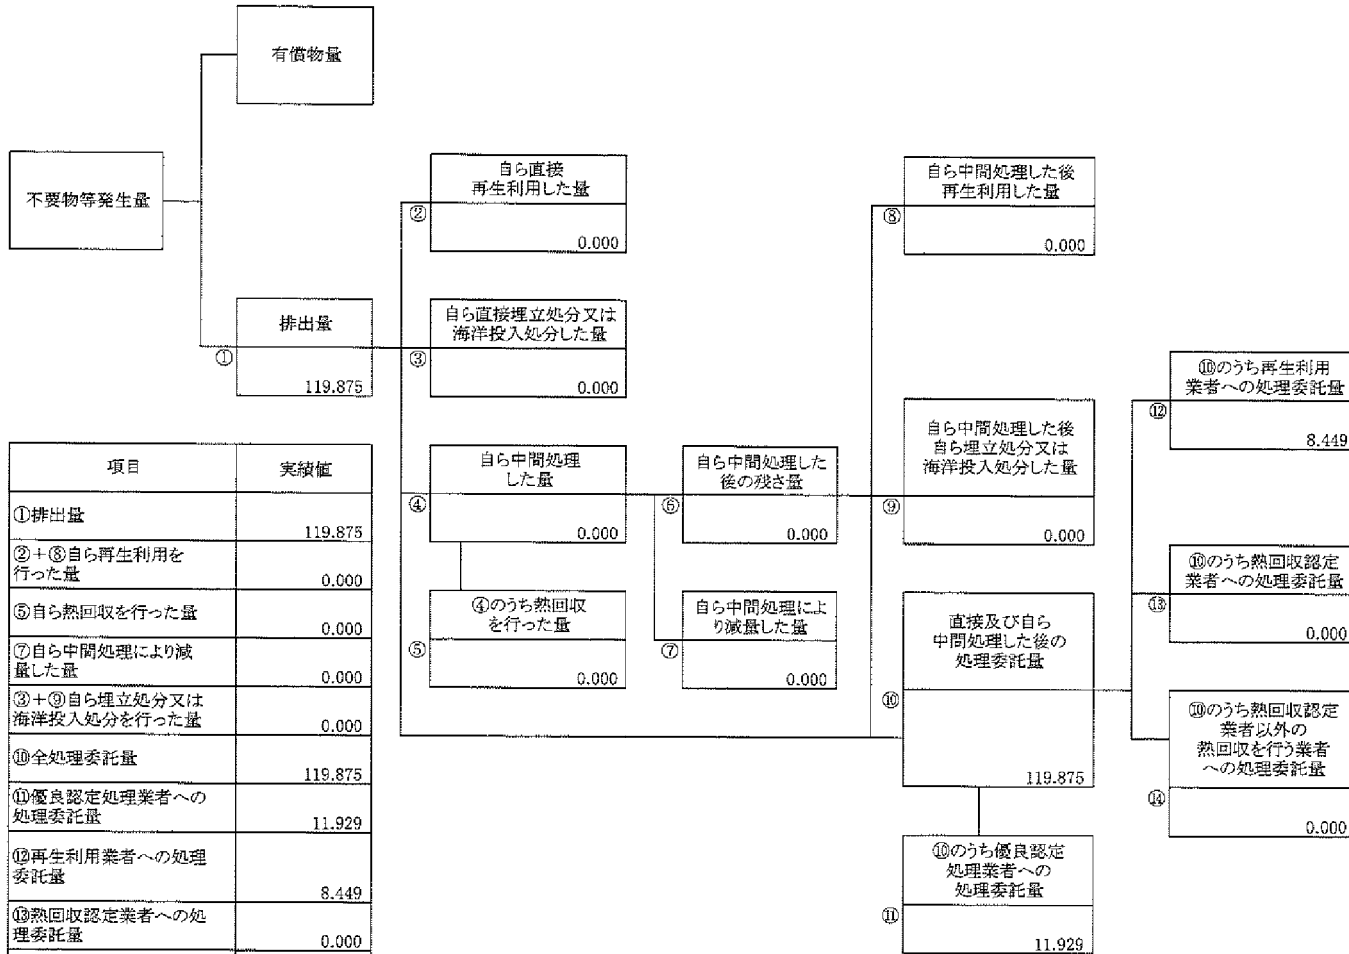 有償物量
不要物等発生量
①
排出量
119.875
②
自ら直接
再生利用した量
0.000
③
自ら直接埋立処分又は
海洋投入処分した量
0.000
④
自ら中間処理
した量
0.000
⑤
④のうち熱回収
を行った量
0.000
⑥
自ら中間処理した
後の残さ量
0.000
⑦
自ら中間処理によ
り減量した量
0.000
⑧
自ら中間処理した後
再生利用した量
0.000
⑨
自ら中間処理した後
自ら埋立処分又は
海洋投入処分した量
0.000
⑩
直接及び自ら
中間処理した後の
処理委託量
119.875
⑪
⑩のうち優良認定
処理業者への
処理委託量
11.929
⑫
⑩のうち再生利用
業者への処理委託量
8.449
⑬
⑩のうち熱回収認定
業者への処理委託量
0.000
⑭
⑩のうち熱回収認定
業者以外の
熱回収を行う業者
への処理委託量
0.000
項目 実績値
①排出量
119.875
②+⑧自ら再生利用を
行った量
0.000
⑤自ら熱回収を行った量
0.000
⑦自ら中間処理により減
量した量
0.000
③+⑨自ら埋立処分又は
海洋投入処分を行った量
0.000
⑩全処理委託量
119.875
⑪優良認定処理業者への
処理委託量
11.929
⑫再生利用業者への処理
委託量
8.449
⑬熱回収認定業者への処
理委託量
0.000